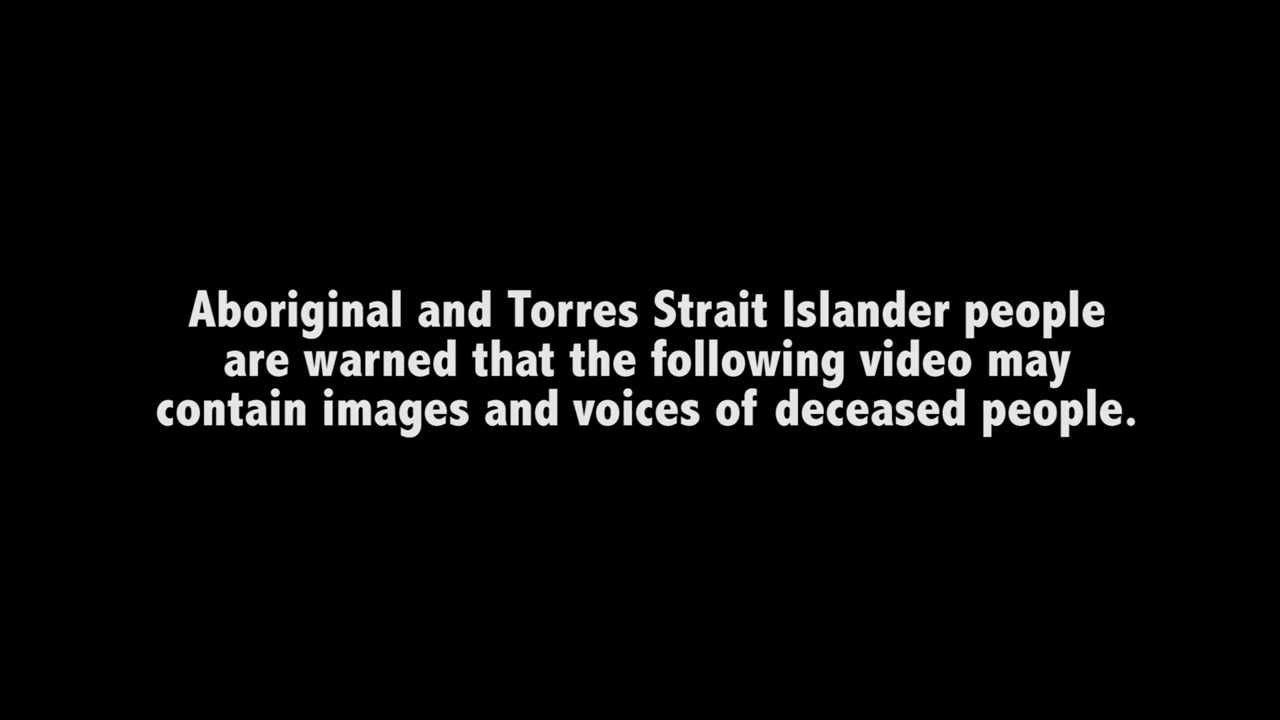 Aboriginal and Torres Strait Islander people
are warned that the following video may
contain images and voices of deceased people.